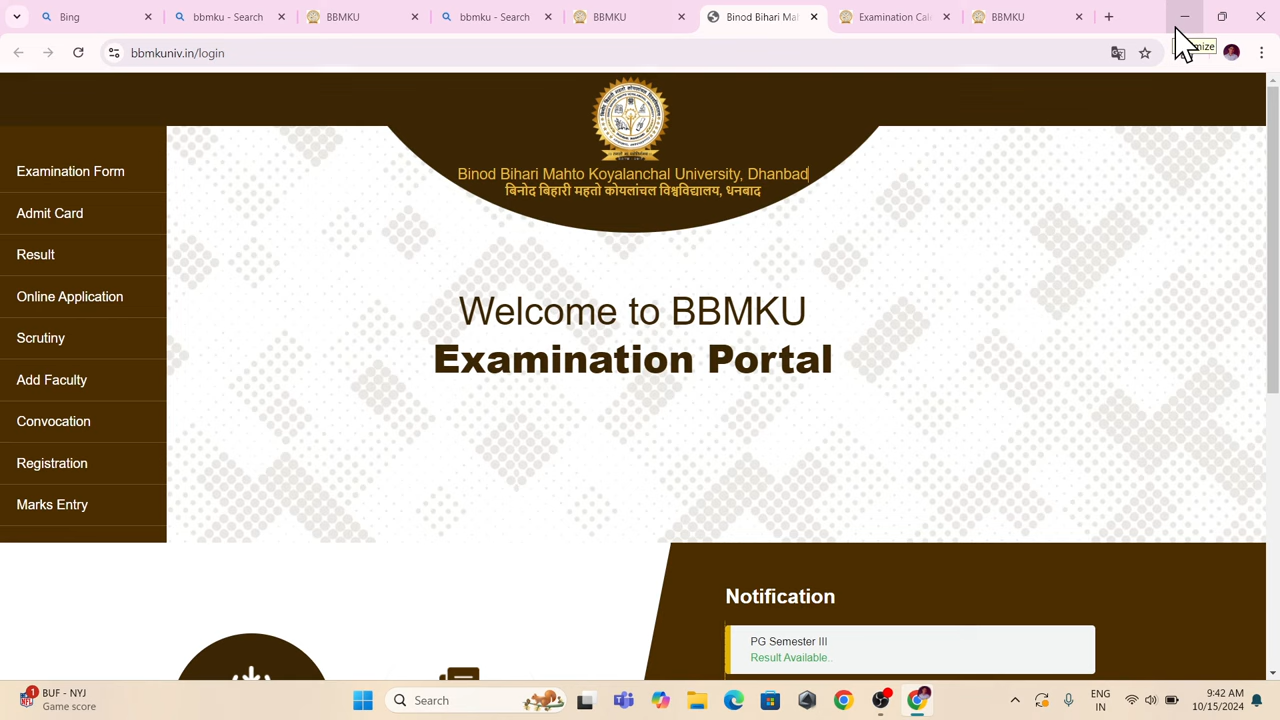 Bing
bbmku - Search
BBMKU
bbmku - Search
BBMKU
Binod Bihari Mah
Examination Cale
BBMKU
bbmkuniv.in/login
Binod Bihari Mahto Koyalanchal University, Dhanbad
बिनोद बिहारी महतो कोयलांचल विश्वविद्यालय, धनबाद
Examination Form
Admit Card
Result
Online Application
Scrutiny
Add Faculty
Convocation
Registration
Marks Entry
Welcome to BBMKU
Examination Portal
Notification
PG Semester III
Result Available..
1
BUF - NYJ
Game score
Search
ENG
IN
9:42 AM
10/15/2024